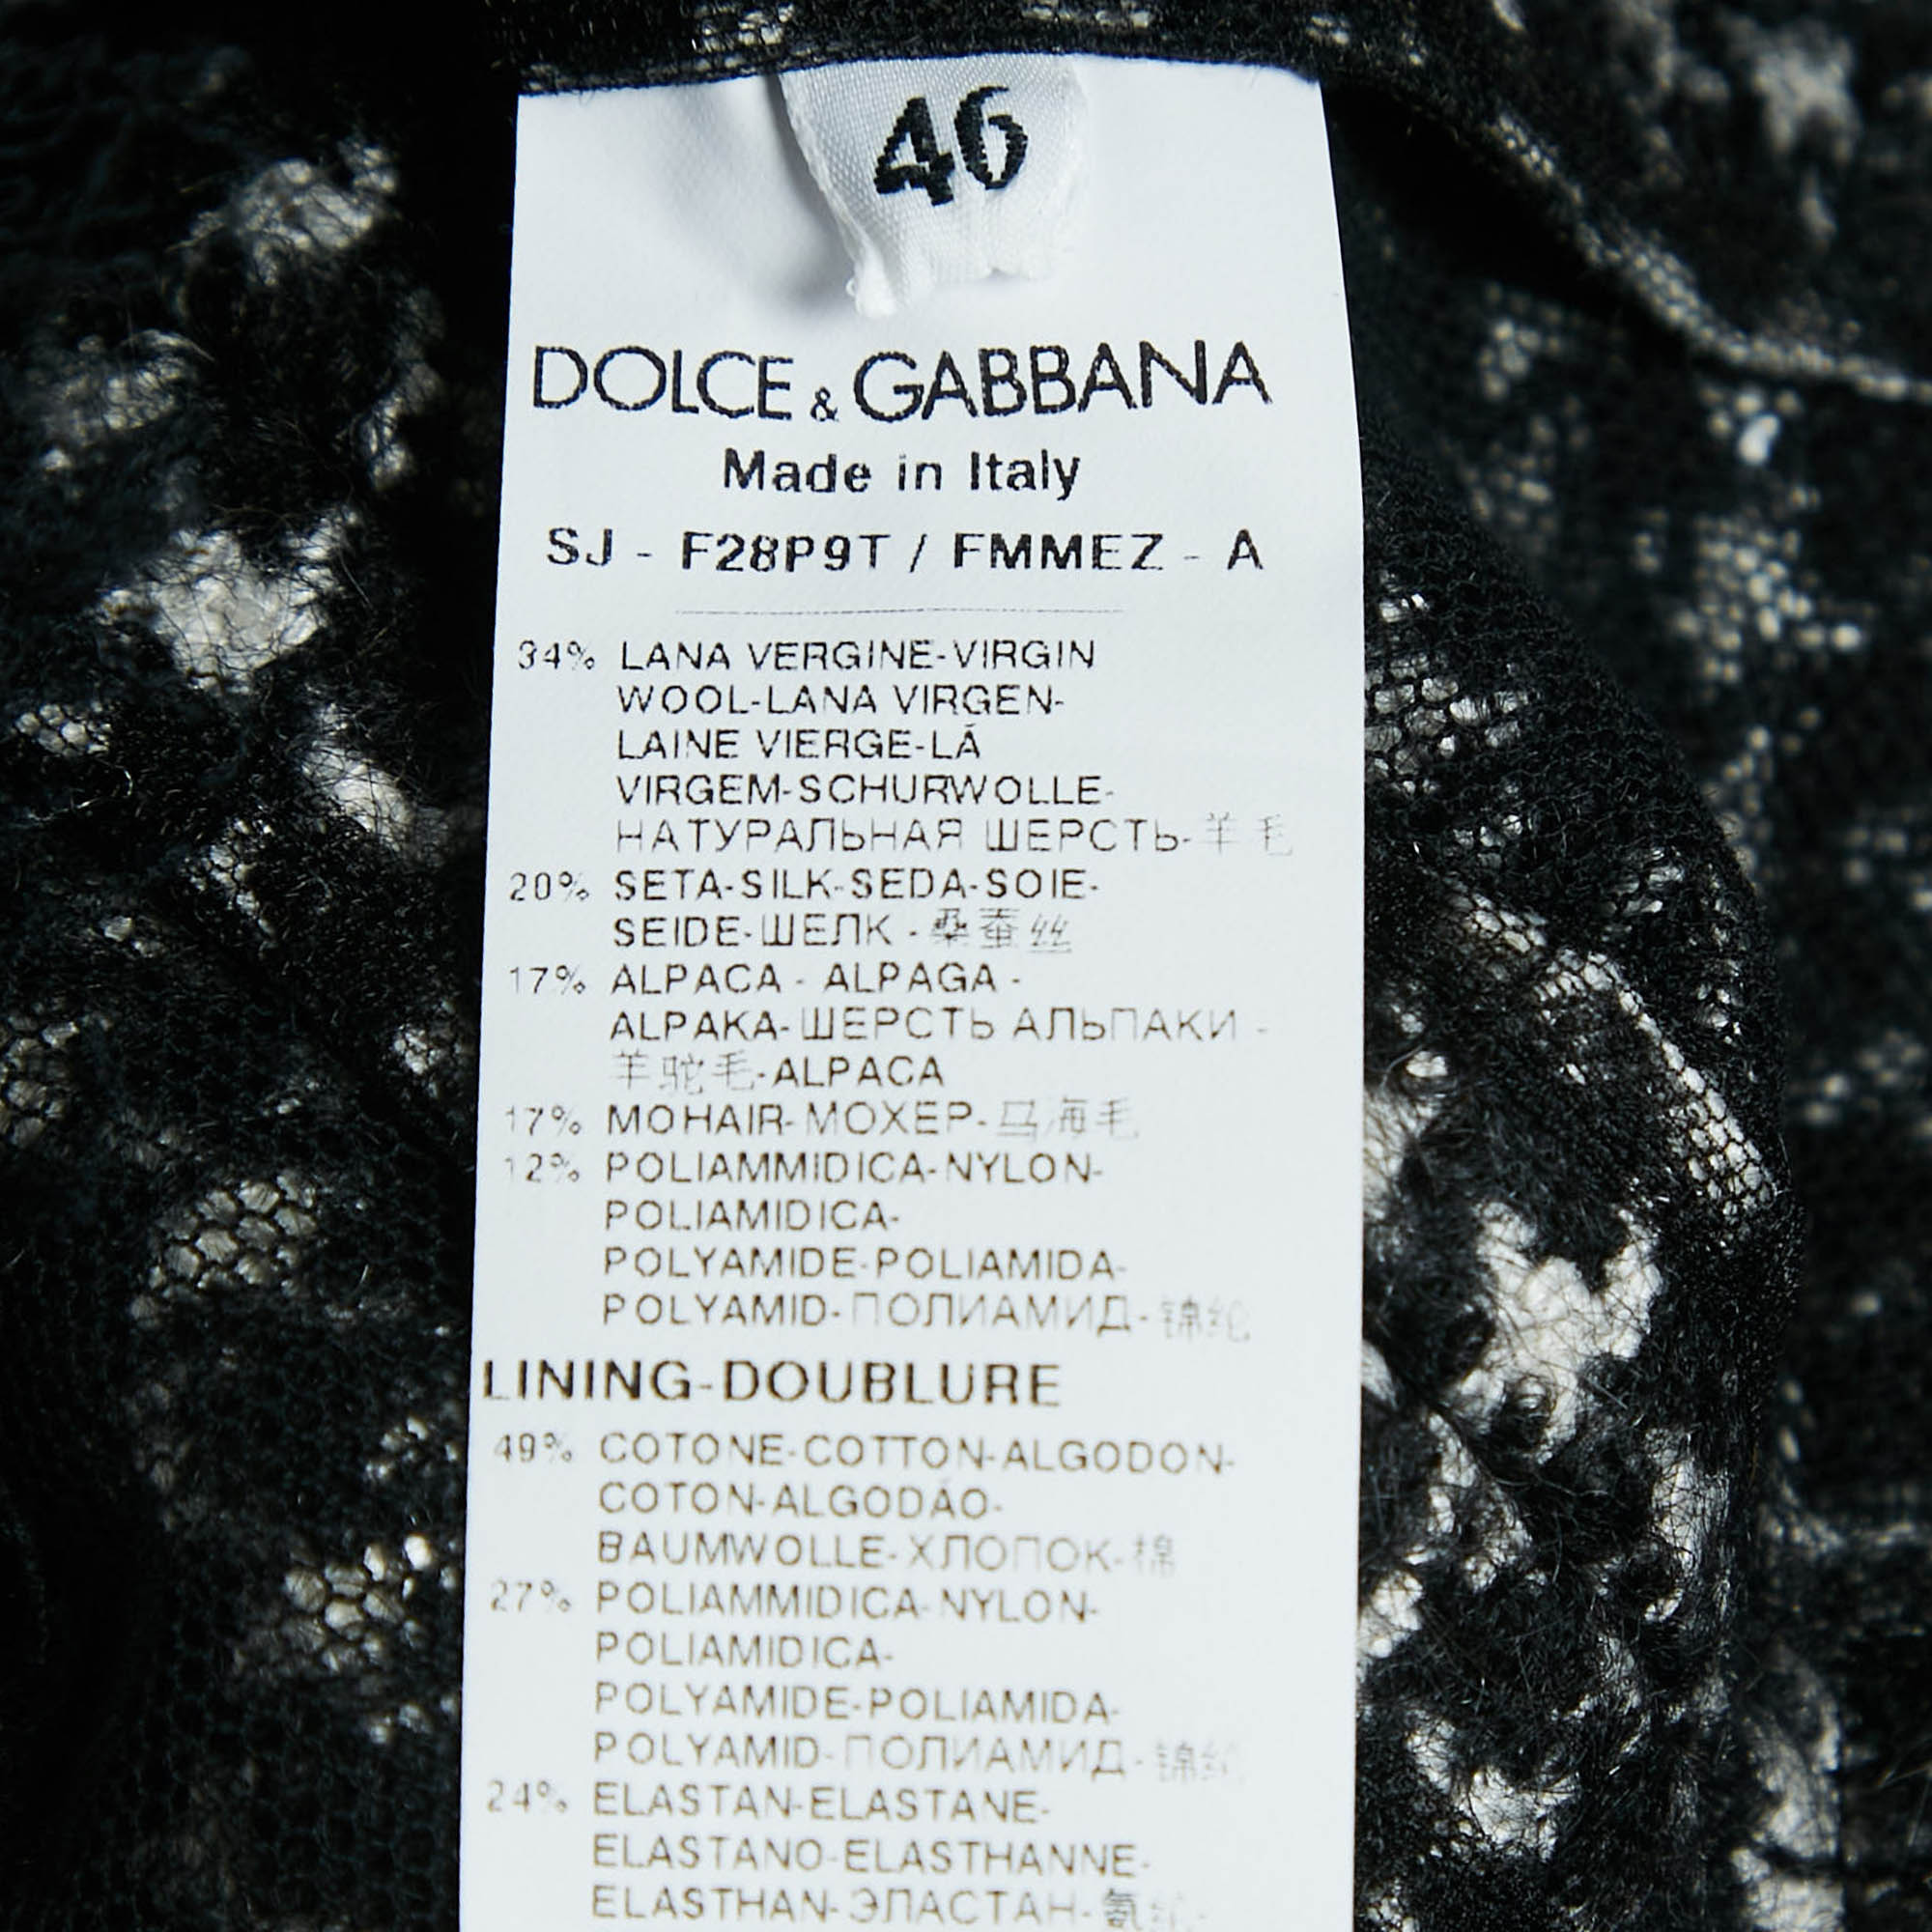 46
DOLCE & GABBANA
Made in Italy
SJ - F28P9T / FMMEZ - A
34% LANA VERGINE-VIRGIN
WOOL-LANA VIRGEN-
LAINE VIERGE-LÃ
VIRGEM-SCHURWOLLE-
НАТУРАЛЬНАЯ ШЕРСТЬ-羊毛
20% SETA-SILK-SEDA-SOIE-
SEIDE-ШЕЛК -桑蚕丝
17% ALPACA - ALPAGA -
ALPAKA-ШЕРСТЬ АЛЬПАКИ -
羊驼毛-ALPACA
17% MOHAIR-МОХЕР-马海毛
12% POLIAMMIDICA-NYLON-
POLIAMIDICA-
POLYAMIDE-POLIAMIDA-
POLYAMID-ПОЛИАМИД-锦纶
LINING-DOUBLURE
49% COTONE-COTTON-ALGODON-
COTON-ALGODÃO-
BAUMWOLLE-ХЛОПОК-棉
27% POLIAMMIDICA-NYLON-
POLIAMIDICA-
POLYAMIDE-POLIAMIDA-
POLYAMID-ПОЛИАМИД-锦纶
24% ELASTAN-ELASTANE-
ELASTANO-ELASTHANNE-
ELASTHAN-ЭЛАСТАН-氨纶-